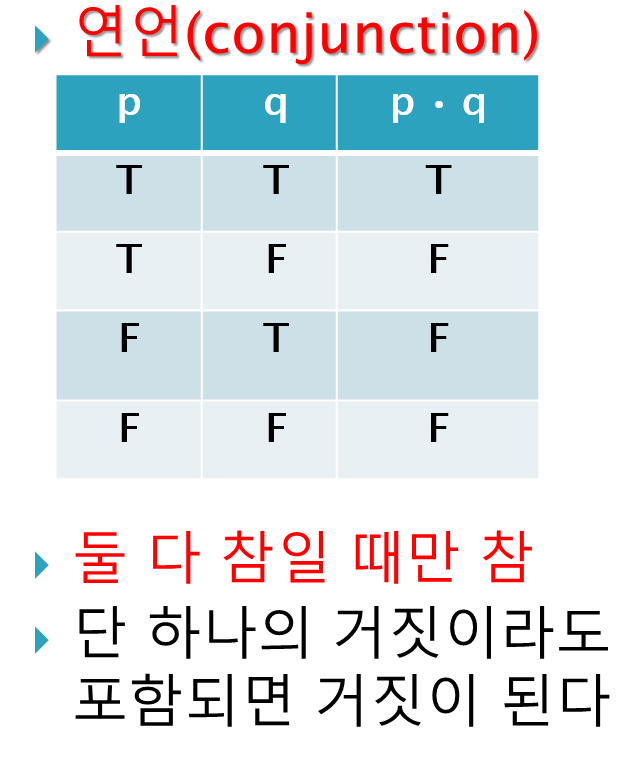 연언(conjunction)
p q p · q
T T T
T F F
F T F
F F F
둘 다 참일 때만 참
단 하나의 거짓이라도
포함되면 거짓이 된다